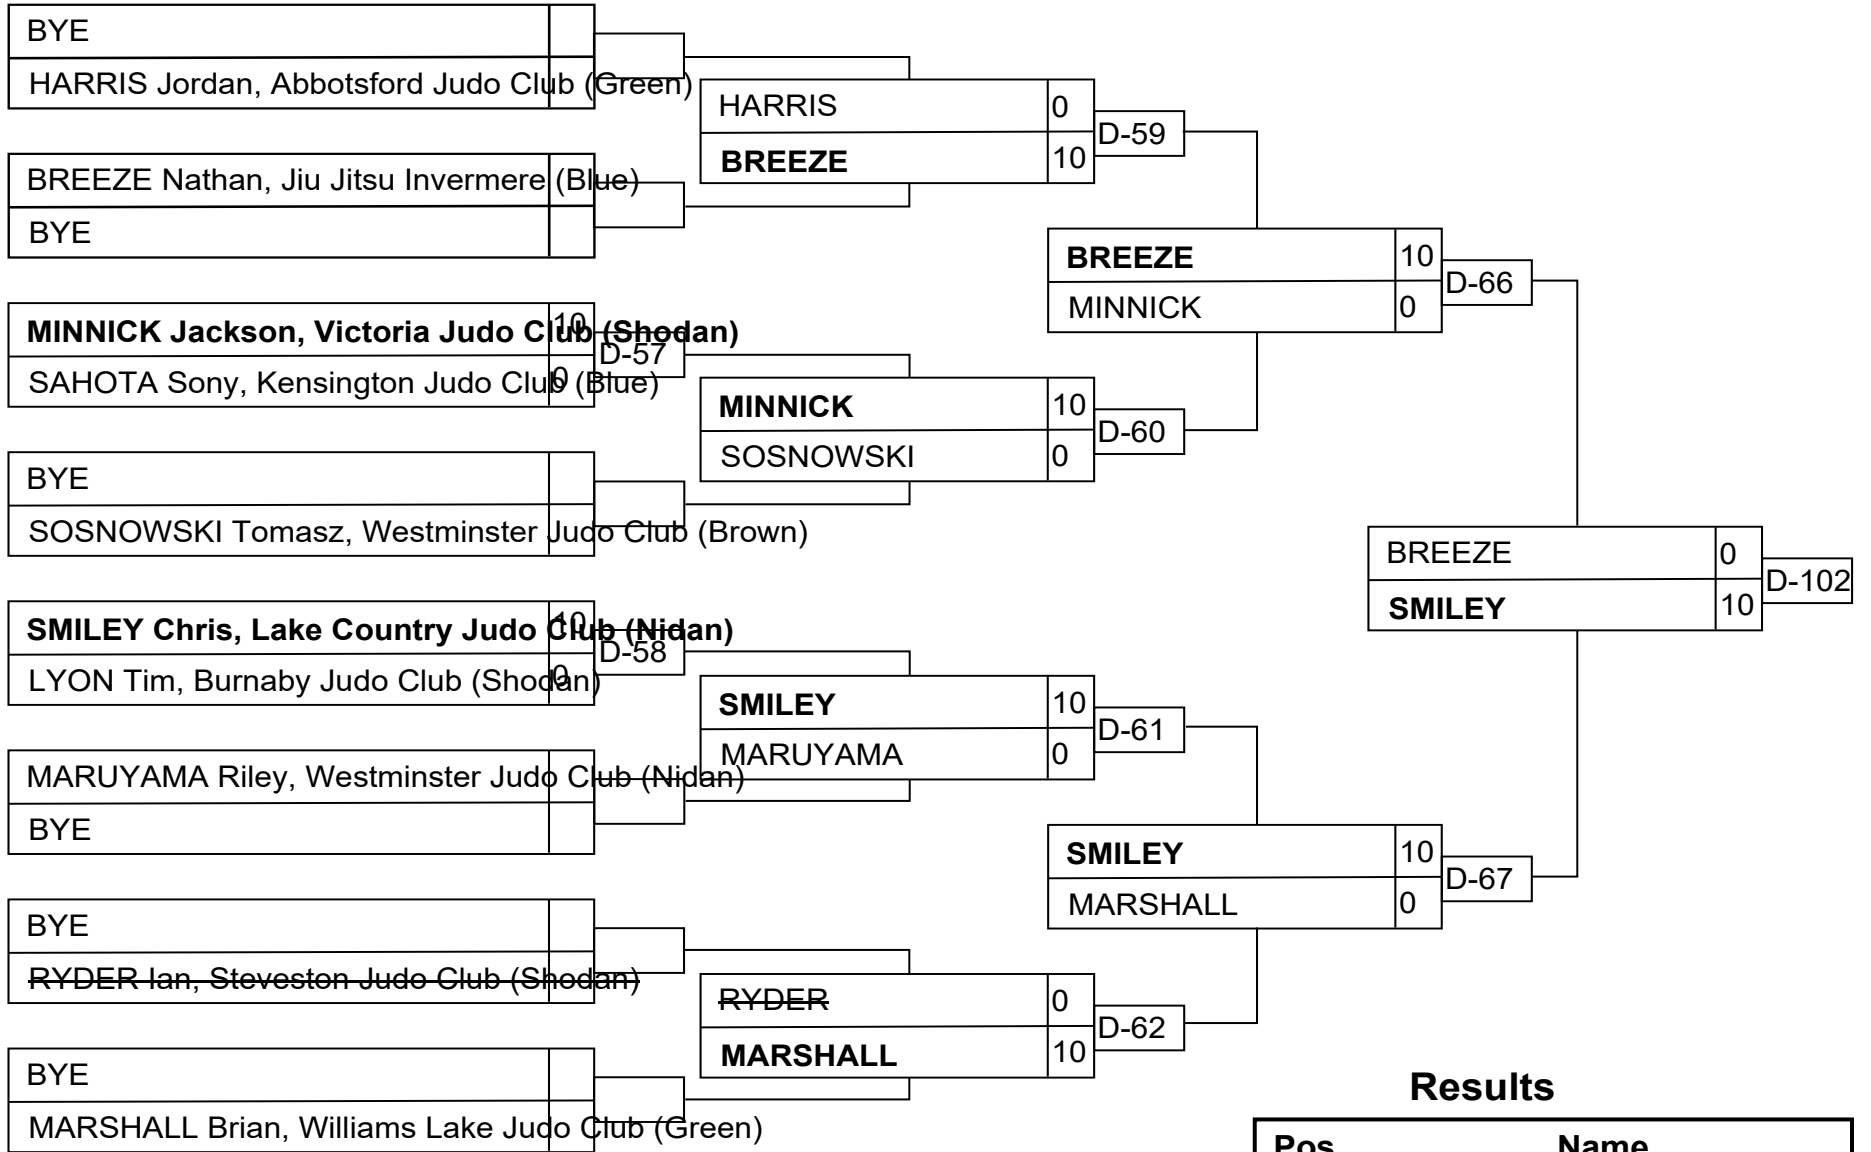 BYE
HARRIS Jordan, Abbotsford Judo Club (Green)
BREEZE Nathan, Jiu Jitsu Invermere (Blue)
BYE
MINNICK Jackson, Victoria Judo Club (Shodan) 10
SAHOTA Sony, Kensington Judo Club (Blue) 0
D-57
BYE
SOSNOWSKI Tomasz, Westminster Judo Club (Brown)
SMILEY Chris, Lake Country Judo Club (Nidan) 10
LYON Tim, Burnaby Judo Club (Shodan) 0
D-58
MARUYAMA Riley, Westminster Judo Club (Nidan)
BYE
BYE
RYDER Ian, Steveston Judo Club (Shodan)
BYE
MARSHALL Brian, Williams Lake Judo Club (Green)
HARRIS 0
BREEZE 10
D-59
MINNICK 10
SOSNOWSKI 0
D-60
SMILEY 10
MARUYAMA 0
D-61
RYDER 0
MARSHALL 10
D-62
BREEZE 10
MINNICK 0
D-66
SMILEY 10
MARSHALL 0
D-67
BREEZE 0
SMILEY 10
D-102
Results
Pos Name